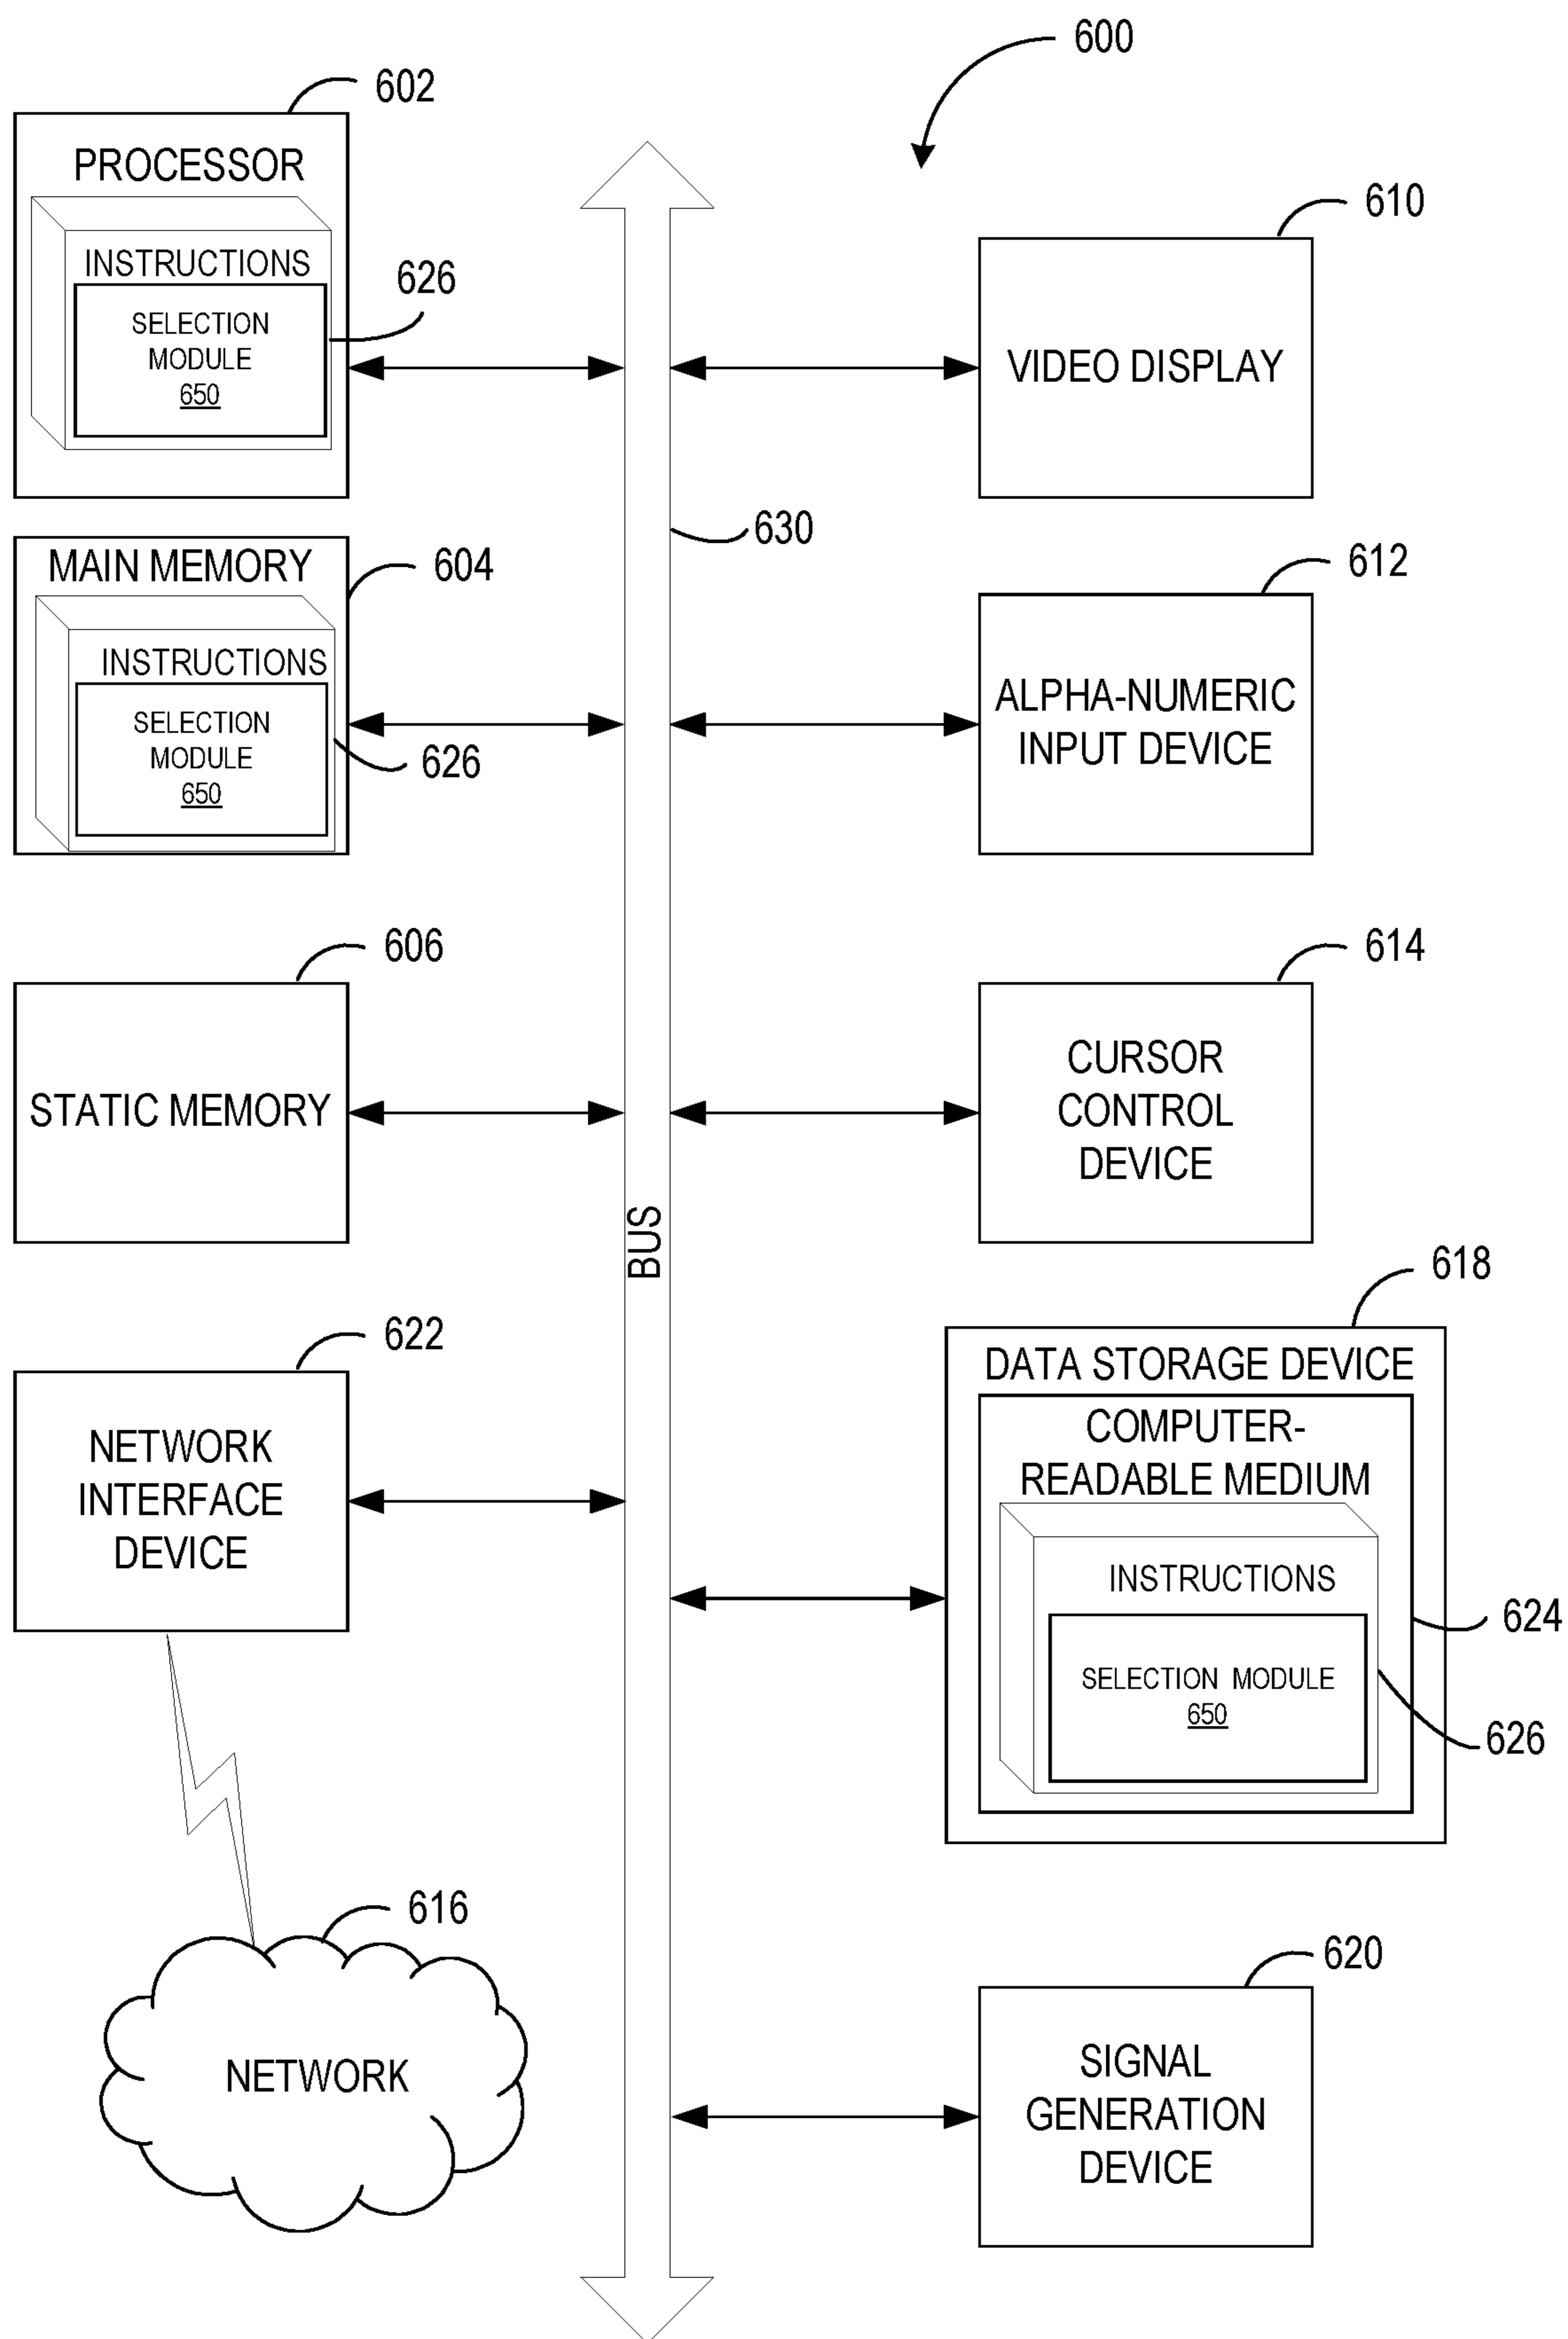 600
602
PROCESSOR
INSTRUCTIONS
626
SELECTION
MODULE
650
610
VIDEO DISPLAY
630
MAIN MEMORY
604
INSTRUCTIONS
SELECTION
MODULE
626
650
612
ALPHA-NUMERIC
INPUT DEVICE
606
STATIC MEMORY
614
CURSOR
CONTROL
DEVICE
BUS
622
NETWORK
INTERFACE
DEVICE
618
DATA STORAGE DEVICE
COMPUTER-
READABLE MEDIUM
INSTRUCTIONS
624
SELECTION MODULE
650
626
616
NETWORK
620
SIGNAL
GENERATION
DEVICE